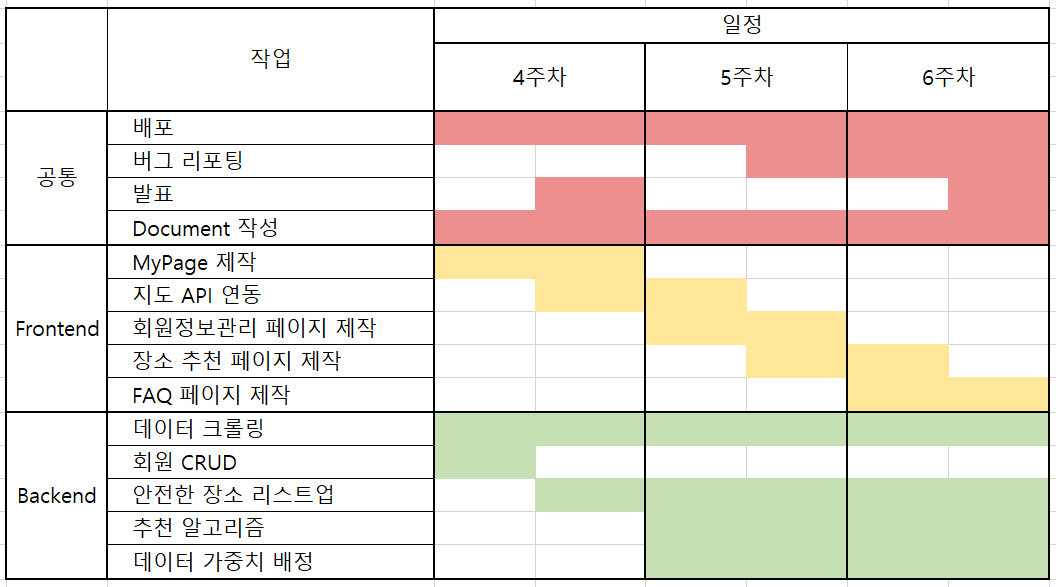 일정
작업
4주차 5주차 6주차
공통
배포
버그 리포팅
발표
Document 작성
Frontend
MyPage 제작
지도 API 연동
회원정보관리 페이지 제작
장소 추천 페이지 제작
FAQ 페이지 제작
Backend
데이터 크롤링
회원 CRUD
안전한 장소 리스트업
추천 알고리즘
데이터 가중치 배정